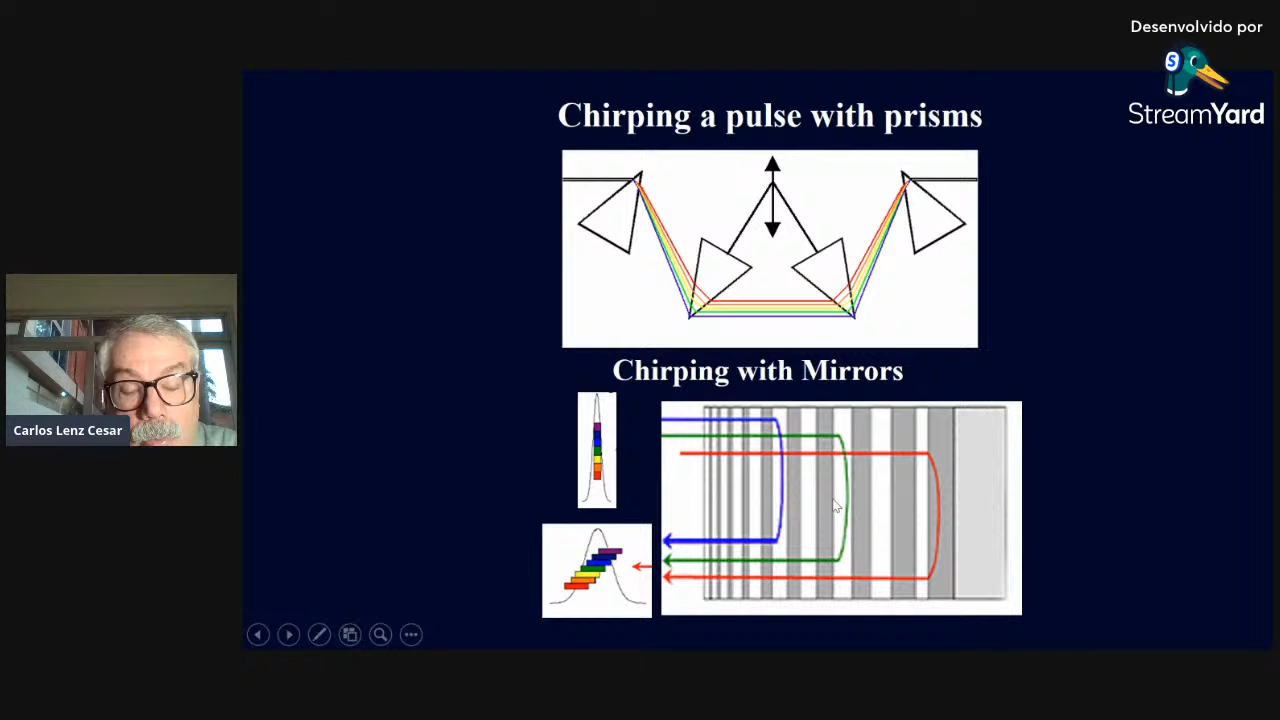 Desenvolvido por
S
StreamYard
Chirping a pulse with prisms
Chirping with Mirrors
Carlos Lenz Cesar